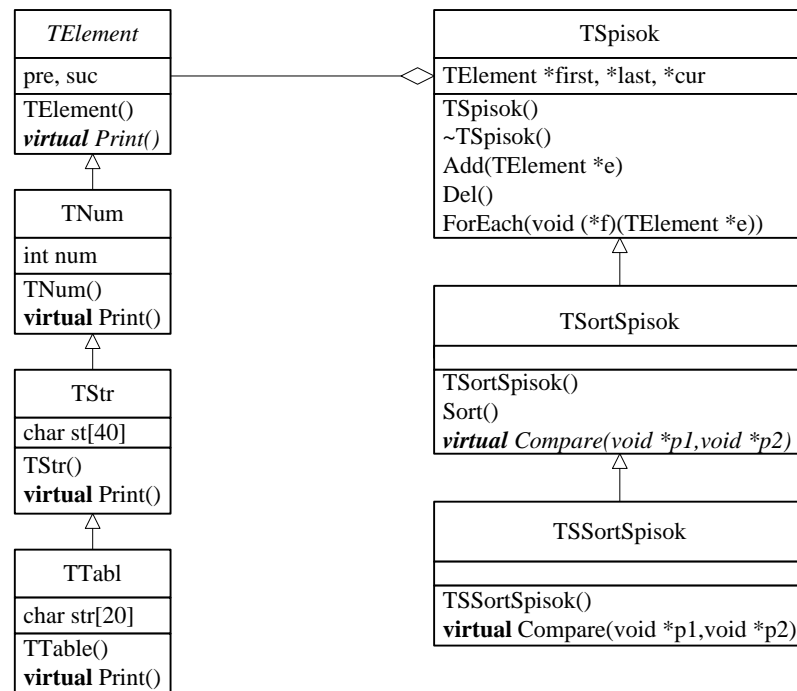 TElement
pre, suc
TElement()
virtual Print()
TNum
int num
TNum()
virtual Print()
TStr
char st[40]
TStr()
virtual Print()
TTabl
char str[20]
TTable()
virtual Print()
TSpisok
TElement *first, *last, *cur
TSpisok()
~TSpisok()
Add(TElement *e)
Del()
ForEach(void (*f)(TElement *e))
TSortSpisok
TSortSpisok()
Sort()
virtual Compare(void *p1,void *p2)
TSSortSpisok
TSSortSpisok()
virtual Compare(void *p1,void *p2)